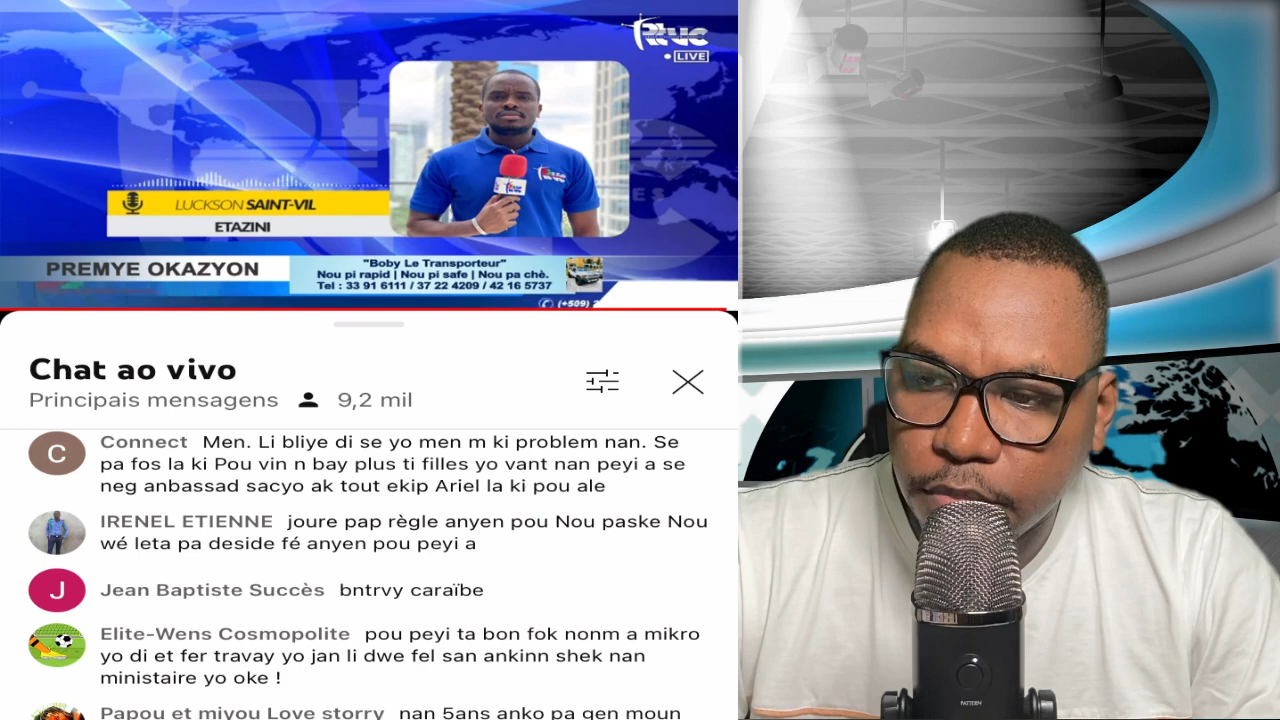 RTVC
LIVE
LUCKSON SAINT-VIL
ETAZINI
PREMYE OKAZYON
"Boby Le Transporteur"
Nou pi rapid | Nou pi safe | Nou pa chè.
Tel : 33 91 6111 / 37 22 4209 / 42 16 5737
(+509) 2
Chat ao vivo
Principais mensagens 9,2 mil
C
Connect Men. Li bliye di se yo men m ki problem nan. Se
pa fos la ki Pou vin n bay plus ti filles yo vant nan peyi a se
neg anbassad sacyo ak tout ekip Ariel la ki pou ale
IRENEL ETIENNE joure pap règle anyen pou Nou paske Nou
wé leta pa deside fé anyen pou peyi a
J
Jean Baptiste Succès bntrvy caraïbe
Elite-Wens Cosmopolite pou peyi ta bon fok nonm a mikro
yo di et fer travay yo jan li dwe fel san ankinn shek nan
ministaire yo oke !
Papou et miyou Love storry nan 5ans anko pa gen moun
PATTERN